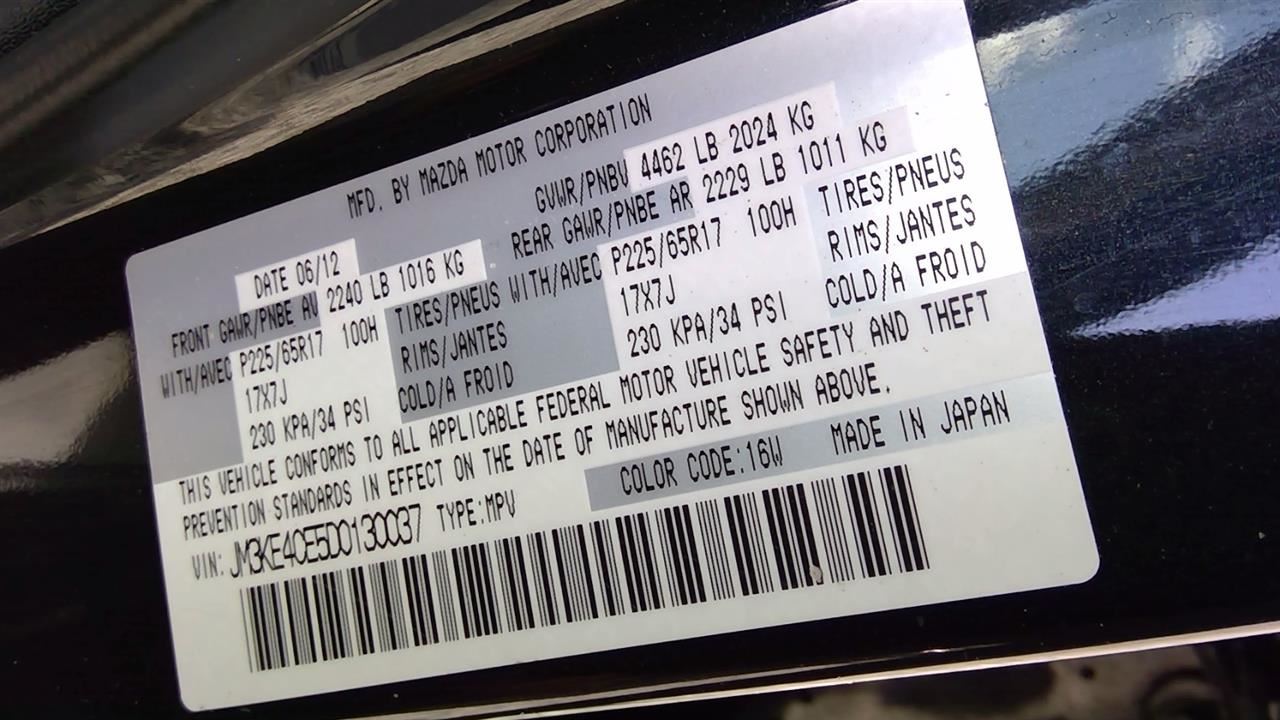 MFD. BY MAZDA MOTOR CORPORATION
DATE 06/12 GVWR/PNBV 4462 LB 2024 KG
FRONT GAWR/PNBE AV 2240 LB 1016 KG REAR GAWR/PNBE AR 2229 LB 1011 KG
WITH/AVEC P225/65R17 100H TIRES/PNEUS WITH/AVEC P225/65R17 100H TIRES/PNEUS
17X7J RIMS/JANTES 17X7J RIMS/JANTES
230 KPA/34 PSI COLD/A FROID 230 KPA/34 PSI COLD/A FROID
THIS VEHICLE CONFORMS TO ALL APPLICABLE FEDERAL MOTOR VEHICLE SAFETY AND THEFT
PREVENTION STANDARDS IN EFFECT ON THE DATE OF MANUFACTURE SHOWN ABOVE.
VIN: JM3KE4CE5D0130037 TYPE:MPV COLOR CODE:16W MADE IN JAPAN